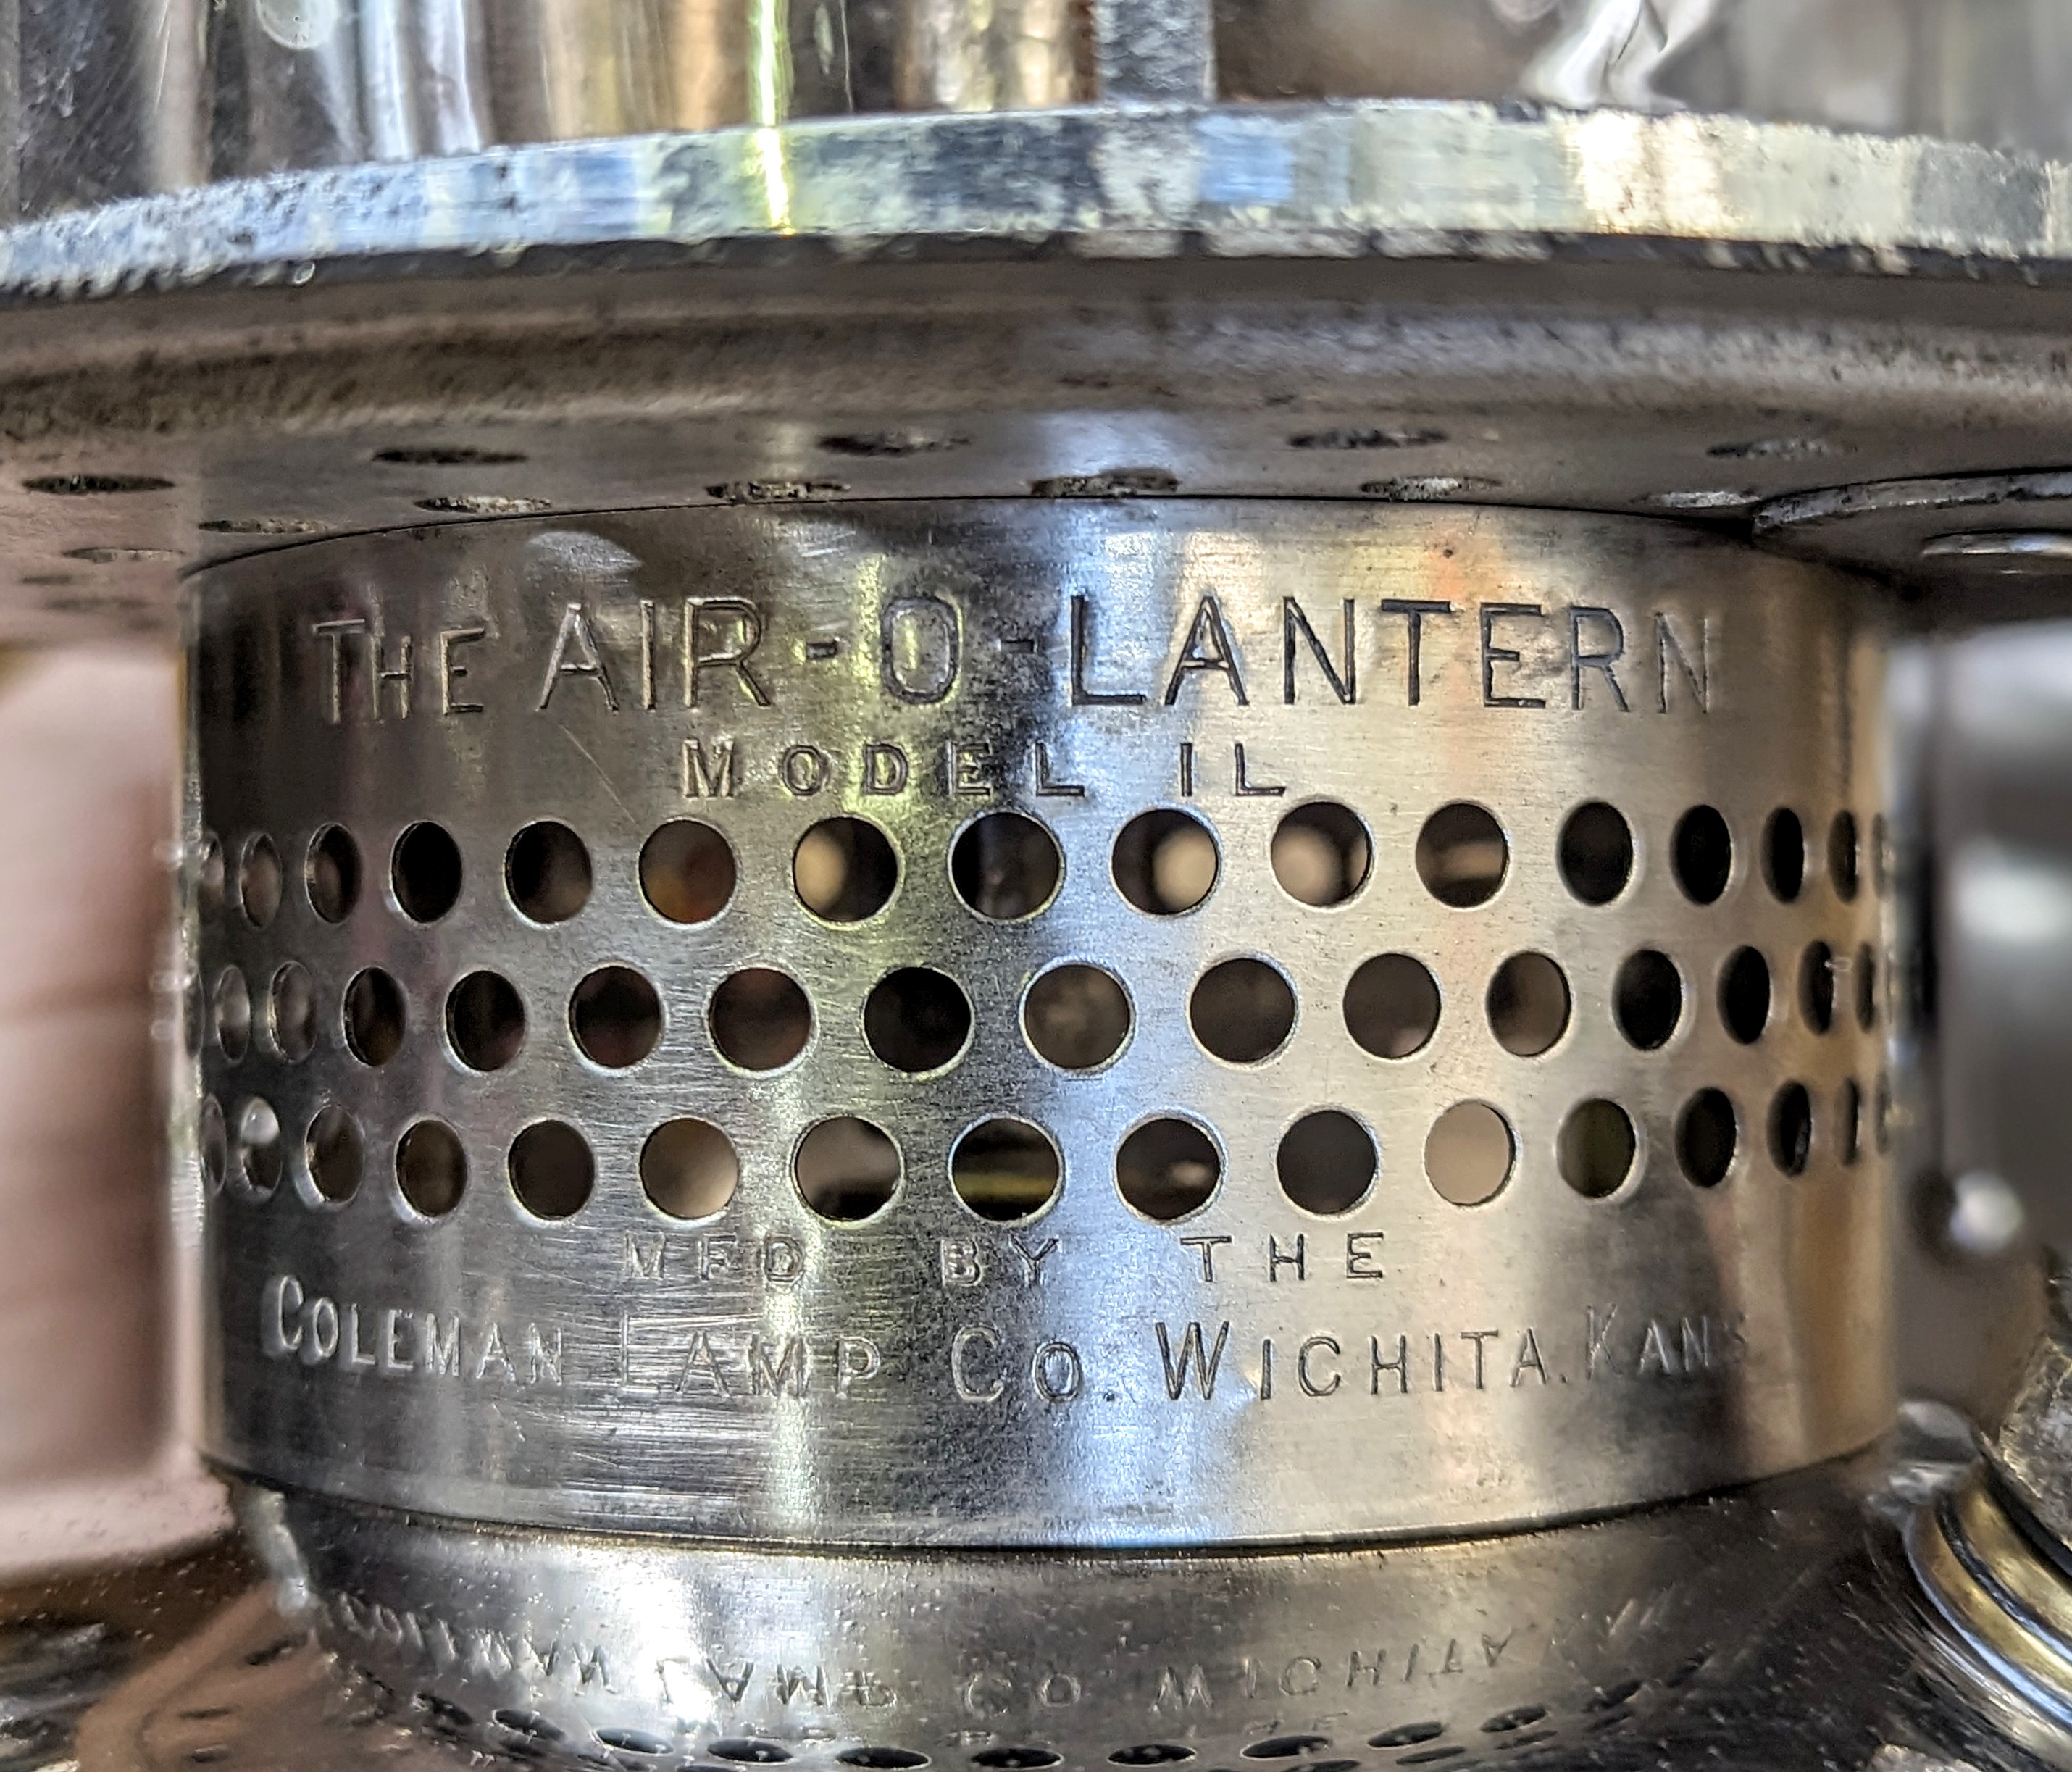 THE AIR-O-LANTERN
MODEL IL
MFD BY THE
COLEMAN LAMP CO. WICHITA. KANS